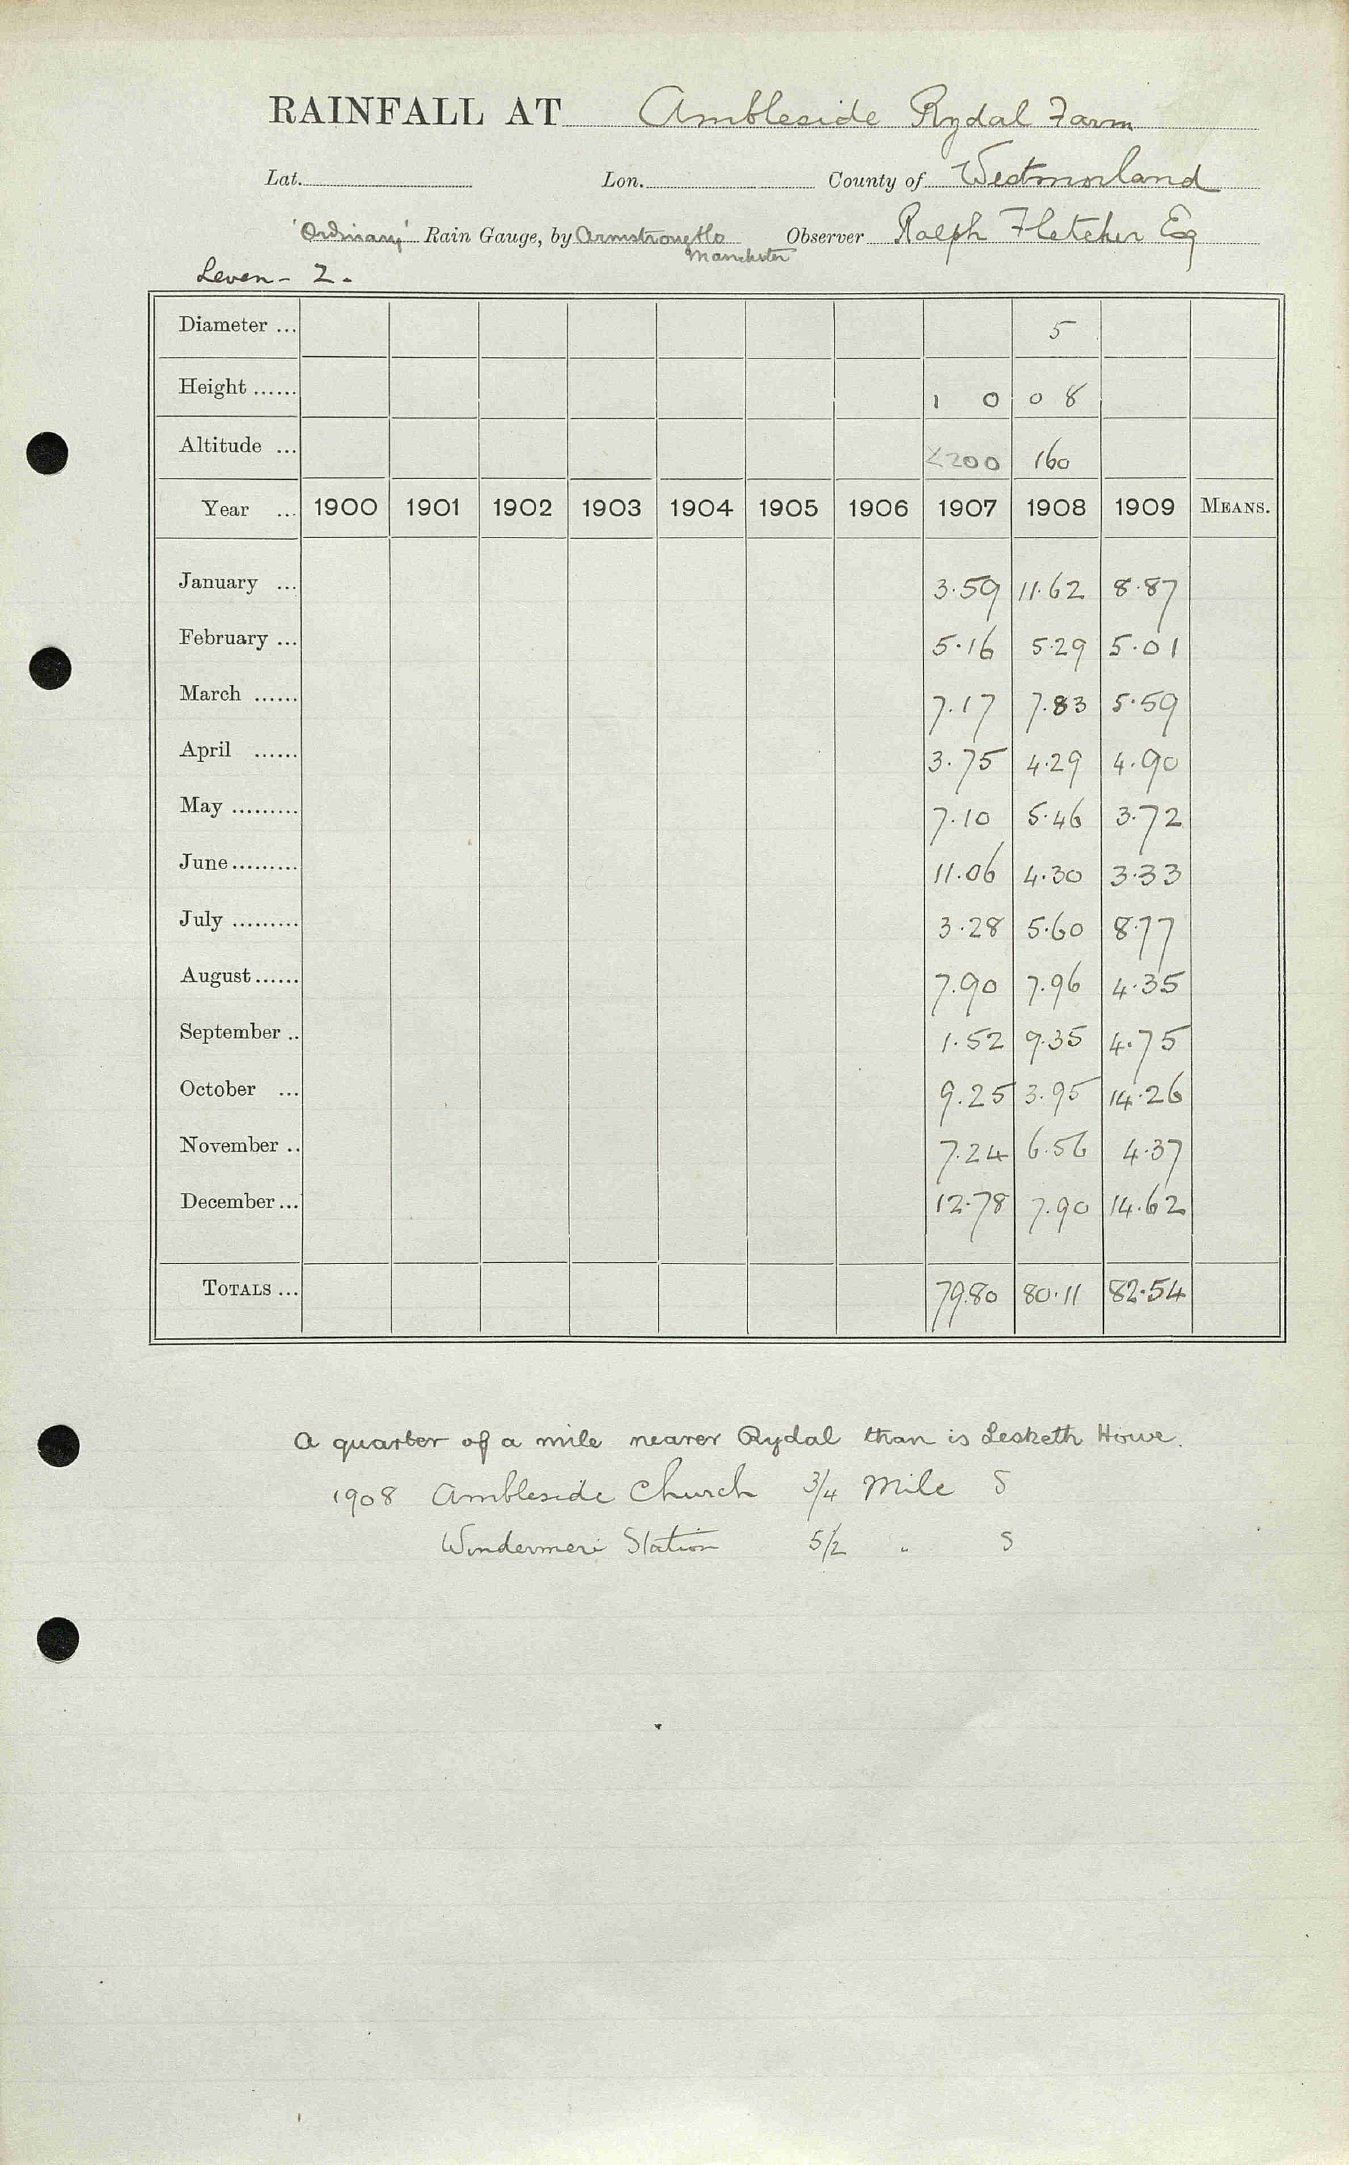 RAINFALL AT Ambleside Rydal Farm
Lat. Lon. County of Westmorland
'Ordinary' Rain Gauge, by Armstrong & Co Observer Ralph Fletcher Esq
Manchester
Leven - 2.
Diameter ... 5
Height ...... 1 0 0 8
Altitude ... <200 160
Year ... 1900 1901 1902 1903 1904 1905 1906 1907 1908 1909 MEANS.
January ... 3.59 11.62 8.87
February ... 5.16 5.29 5.01
March ...... 7.17 7.83 5.59
April ...... 3.75 4.29 4.90
May ......... 7.10 5.46 3.72
June ......... 11.06 4.30 3.33
July ......... 3.28 5.60 8.77
August ...... 7.90 7.96 4.35
September .. 1.52 9.35 4.75
October ... 9.25 3.95 14.26
November .. 7.24 6.56 4.37
December ... 12.78 7.90 14.62
TOTALS ... 79.80 80.11 82.54
A quarter of a mile nearer Rydal than is Lesketh Howe.
1908 Ambleside Church 3/4 Mile S
Windermere Station 5 1/2 " S